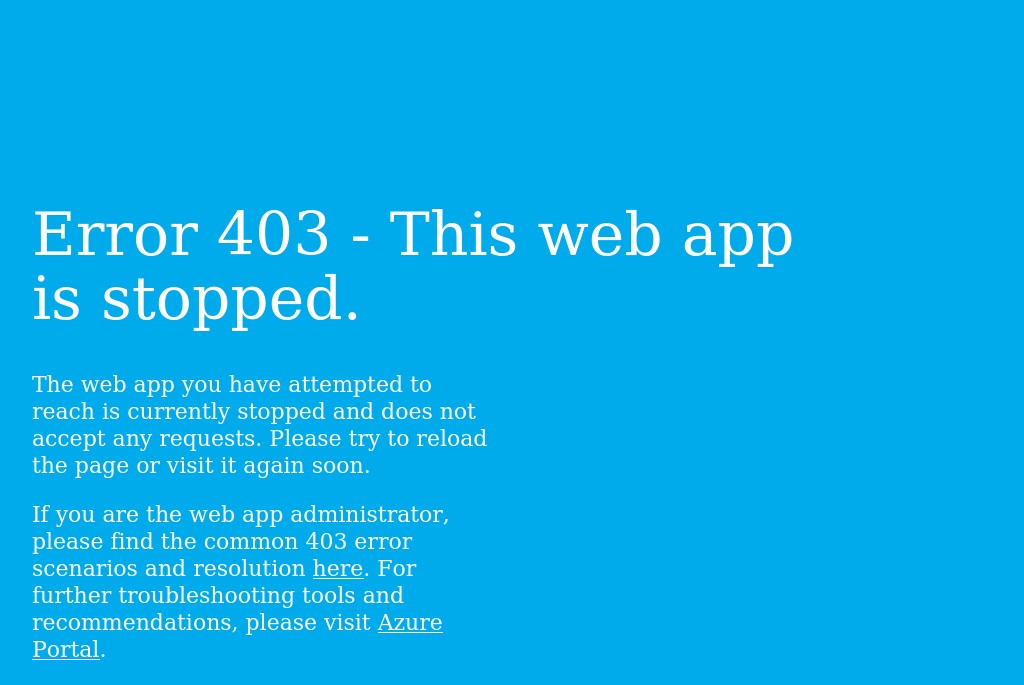 Error 403 - This web app
is stopped.
The web app you have attempted to
reach is currently stopped and does not
accept any requests. Please try to reload
the page or visit it again soon.
If you are the web app administrator,
please find the common 403 error
scenarios and resolution here. For
further troubleshooting tools and
recommendations, please visit Azure
Portal.